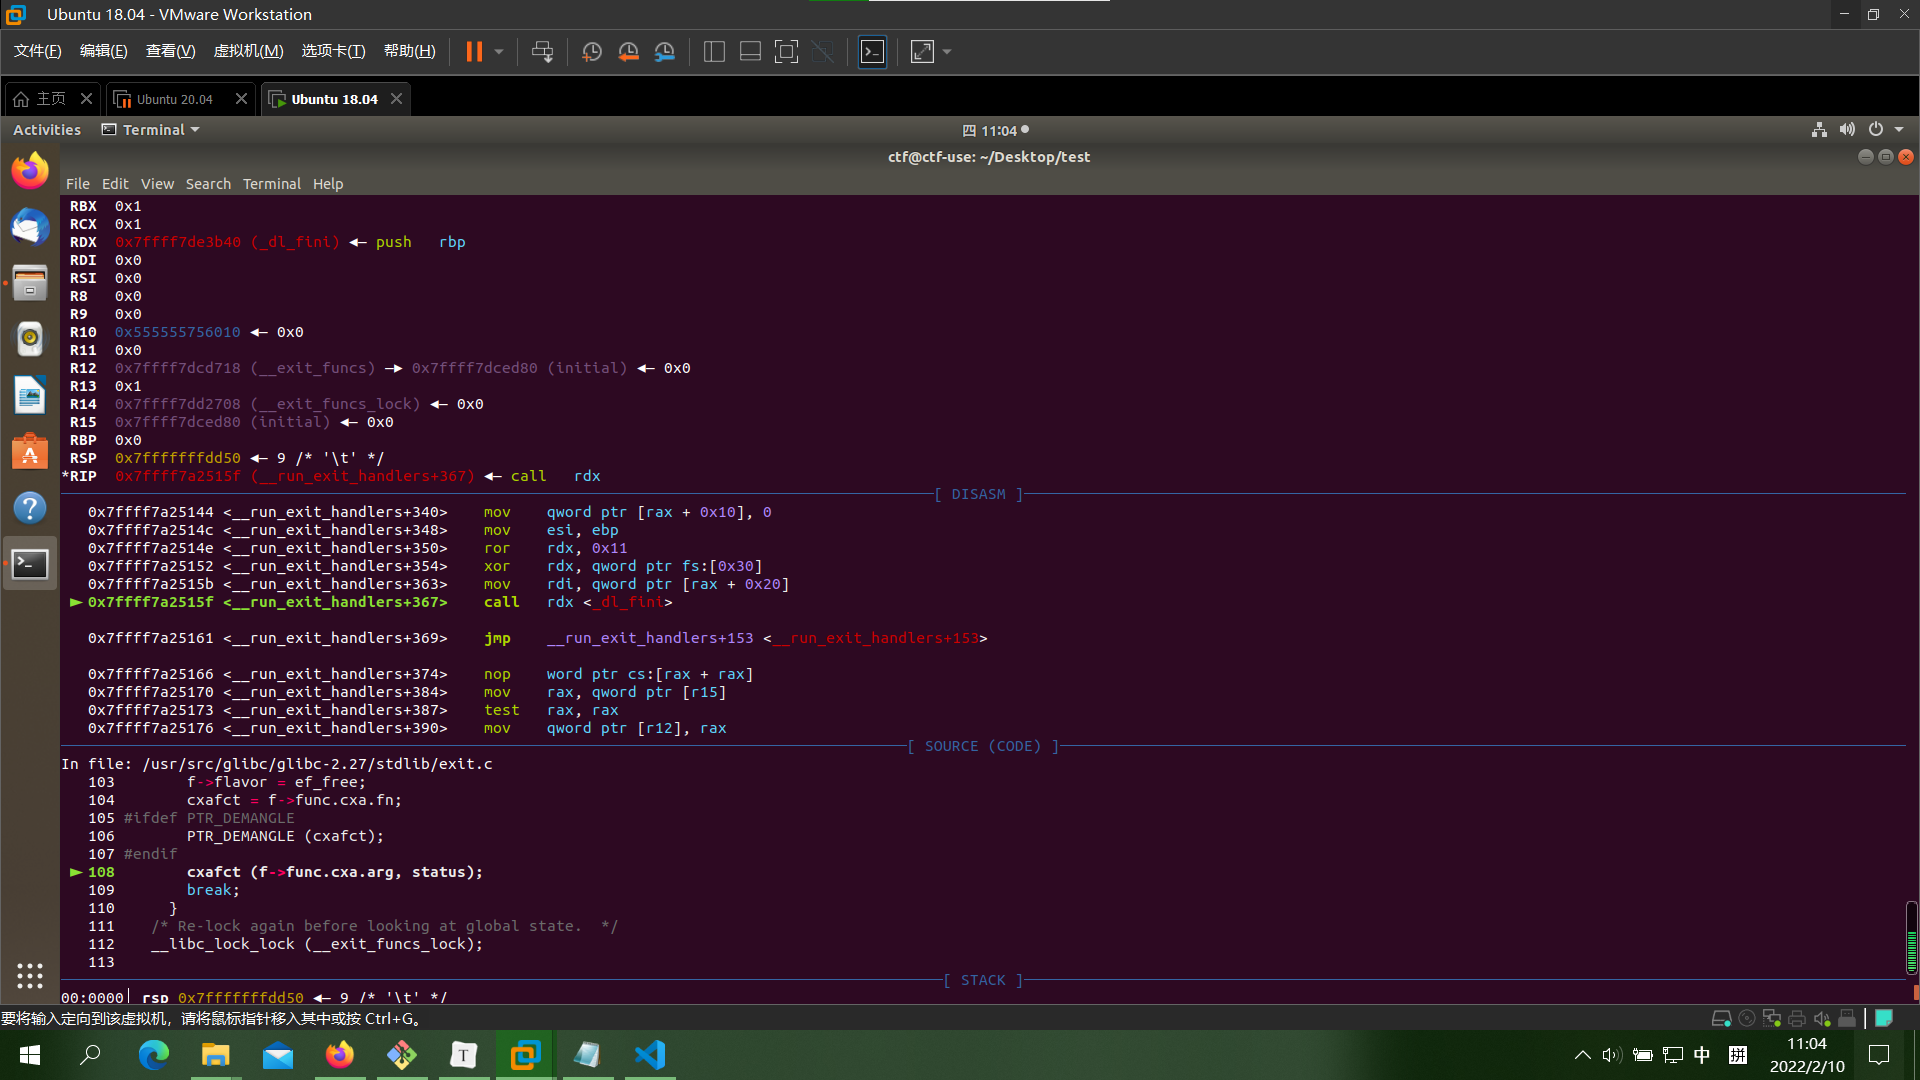 Ubuntu 18.04 - VMware Workstation
文件(F) 编辑(E) 查看(V) 虚拟机(M) 选项卡(T) 帮助(H)
主页 Ubuntu 20.04 Ubuntu 18.04
Activities Terminal 四 11:04
ctf@ctf-use: ~/Desktop/test
File Edit View Search Terminal Help
RBX  0x1
RCX  0x1
RDX  0x7ffff7de3b40 (_dl_fini) ◂— push   rbp
RDI  0x0
RSI  0x0
R8   0x0
R9   0x0
R10  0x555555756010 ◂— 0x0
R11  0x0
R12  0x7ffff7dcd718 (__exit_funcs) —▸ 0x7ffff7dced80 (initial) ◂— 0x0
R13  0x1
R14  0x7ffff7dd2708 (__exit_funcs_lock) ◂— 0x0
R15  0x7ffff7dced80 (initial) ◂— 0x0
RBP  0x0
RSP  0x7fffffffdd50 ◂— 9 /* '\t' */
*RIP  0x7ffff7a2515f (__run_exit_handlers+367) ◂— call   rdx
[ DISASM ]
0x7ffff7a25144 <__run_exit_handlers+340>    mov    qword ptr [rax + 0x10], 0
0x7ffff7a2514c <__run_exit_handlers+348>    mov    esi, ebp
0x7ffff7a2514e <__run_exit_handlers+350>    ror    rdx, 0x11
0x7ffff7a25152 <__run_exit_handlers+354>    xor    rdx, qword ptr fs:[0x30]
0x7ffff7a2515b <__run_exit_handlers+363>    mov    rdi, qword ptr [rax + 0x20]
► 0x7ffff7a2515f <__run_exit_handlers+367>    call   rdx <_dl_fini>
0x7ffff7a25161 <__run_exit_handlers+369>    jmp    __run_exit_handlers+153 <__run_exit_handlers+153>
0x7ffff7a25166 <__run_exit_handlers+374>    nop    word ptr cs:[rax + rax]
0x7ffff7a25170 <__run_exit_handlers+384>    mov    rax, qword ptr [r15]
0x7ffff7a25173 <__run_exit_handlers+387>    test   rax, rax
0x7ffff7a25176 <__run_exit_handlers+390>    mov    qword ptr [r12], rax
[ SOURCE (CODE) ]
In file: /usr/src/glibc/glibc-2.27/stdlib/exit.c
103        f->flavor = ef_free;
104        cxafct = f->func.cxa.fn;
105 #ifdef PTR_DEMANGLE
106        PTR_DEMANGLE (cxafct);
107 #endif
► 108        cxafct (f->func.cxa.arg, status);
109        break;
110      }
111    /* Re-lock again before looking at global state.  */
112    __libc_lock_lock (__exit_funcs_lock);
113
[ STACK ]
00:0000│ rsp 0x7fffffffdd50 ◂— 9 /* '\t' */
要将输入定向到该虚拟机，请将鼠标指针移入其中或按 Ctrl+G。
中 拼
11:04
2022/2/10